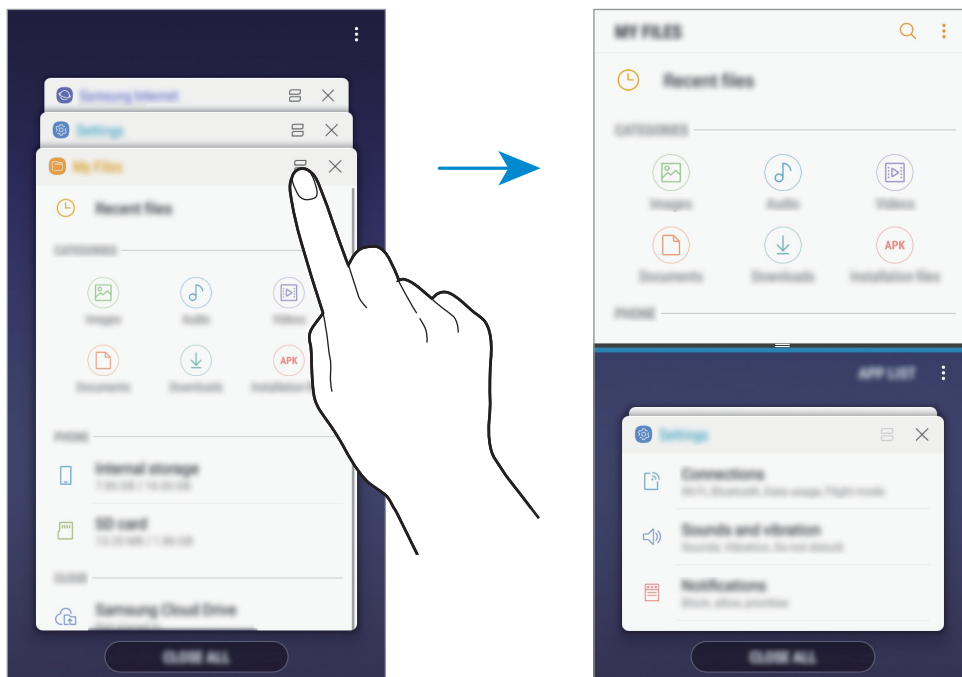 Samsung Internet
Settings
My Files
Recent files
CATEGORIES
Images
Audio
Videos
APK
Documents
Downloads
Installation
PHONE
Internal storage
SD card
CLOUD
Samsung Cloud Drive
CLOSE ALL
MY FILES
Recent files
CATEGORIES
Images
Audio
Videos
APK
Documents
Downloads
Installation files
PHONE
APP LIST
Settings
Connections
Wi-Fi, Bluetooth, Data usage, Flight mode
Sounds and vibration
Sounds, Vibration, Do not disturb
Notifications
Block, allow, prioritise
CLOSE ALL